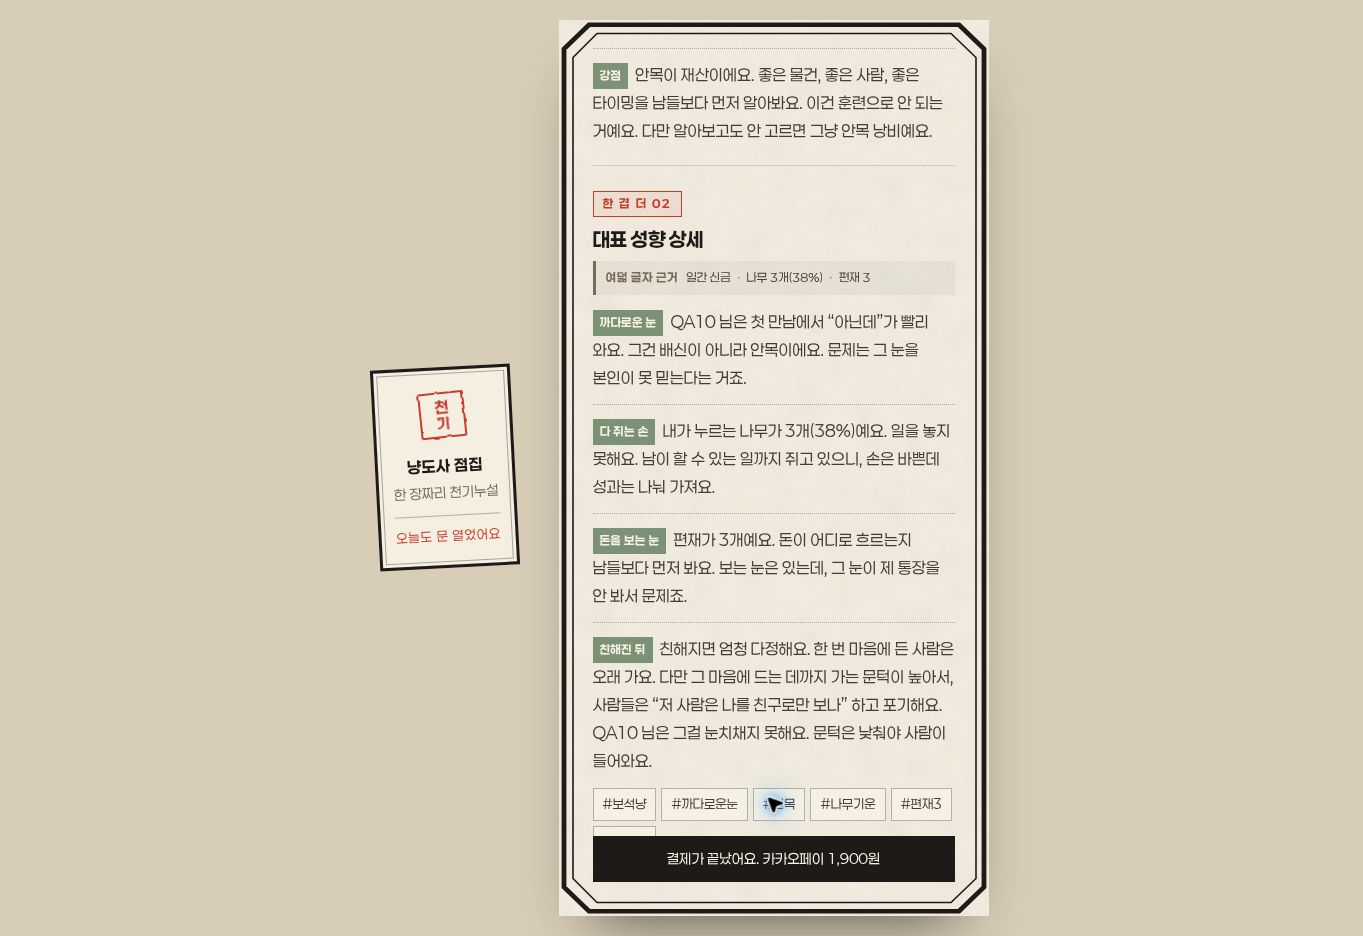 강점 안목이 재산이에요. 좋은 물건, 좋은 사람, 좋은
타이밍을 남들보다 먼저 알아봐요. 이건 훈련으로 안 되는
거예요. 다만 알아보고도 안 고르면 그냥 안목 낭비예요.
한 겹 더 02
대표 성향 상세
여덟 글자 근거 일간 신금 · 나무 3개(38%) · 편재 3
까다로운 눈 QA10 님은 첫 만남에서 “아닌데”가 빨리
와요. 그건 배신이 아니라 안목이에요. 문제는 그 눈을
본인이 못 믿는다는 거죠.
다 쥐는 손 내가 누르는 나무가 3개(38%)예요. 일을 놓지
못해요. 남이 할 수 있는 일까지 쥐고 있으니, 손은 바쁜데
성과는 나눠 가져요.
돈을 보는 눈 편재가 3개예요. 돈이 어디로 흐르는지
남들보다 먼저 봐요. 보는 눈은 있는데, 그 눈이 제 통장을
안 봐서 문제죠.
친해진 뒤 친해지면 엄청 다정해요. 한 번 마음에 든 사람은
오래 가요. 다만 그 마음에 드는 데까지 가는 문턱이 높아서,
사람들은 “저 사람은 나를 친구로만 보나” 하고 포기해요.
QA10 님은 그걸 눈치채지 못해요. 문턱은 낮춰야 사람이
들어와요.
#보석냥 #까다로운눈 #나무기운 #편재3
결제가 끝났어요. 카카오페이 1,900원
천
기
냥도사 점집
한 장짜리 천기누설
오늘도 문 열었어요